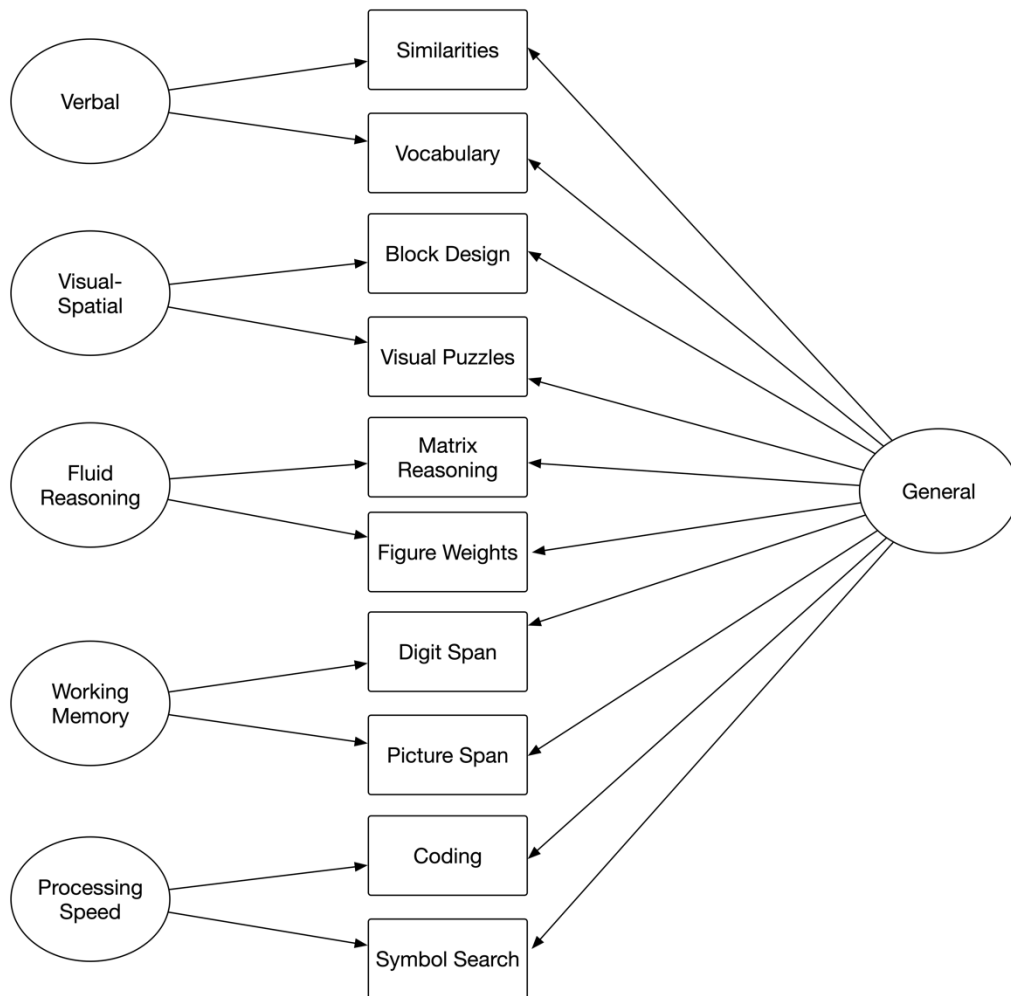 Similarities
Verbal
Vocabulary
Block Design
Visual-
Spatial
Visual Puzzles
Matrix
Reasoning
Fluid
Reasoning
General
Figure Weights
Digit Span
Working
Memory
Picture Span
Coding
Processing
Speed
Symbol Search